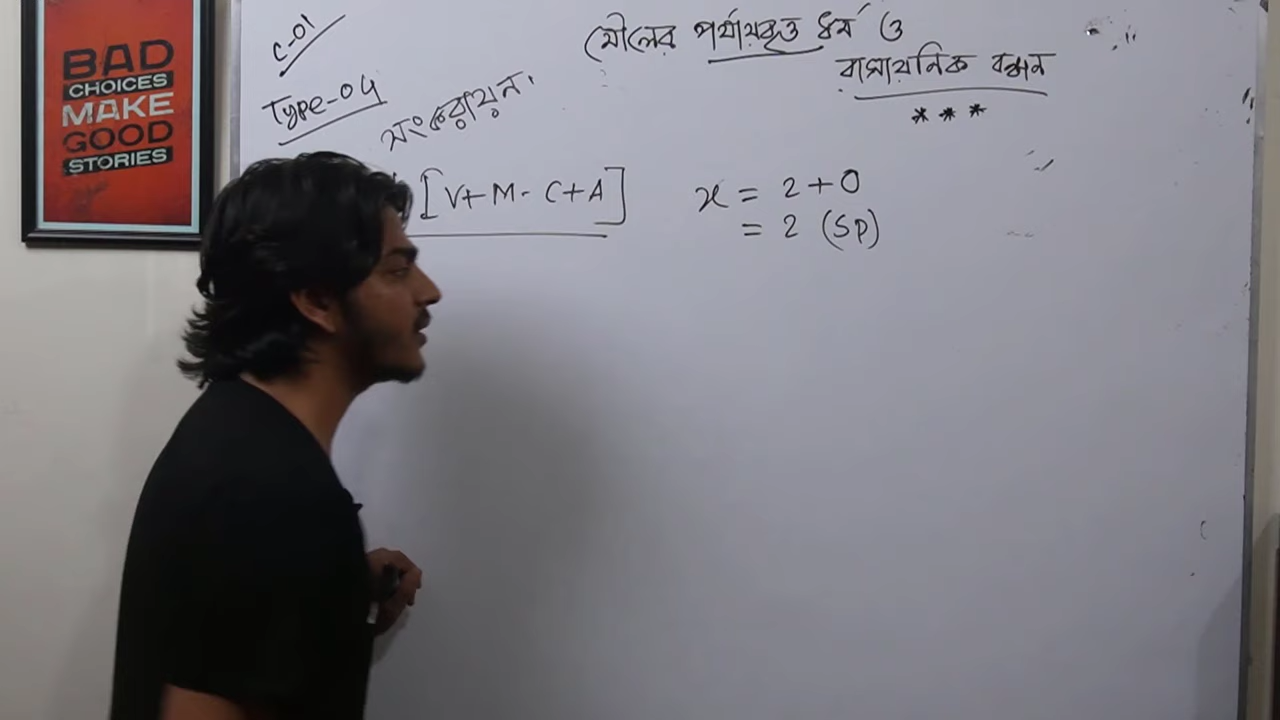 BAD
CHOICES
MAKE
GOOD
STORIES
C-01
Type-04
সংকরায়ন
মৌলের পর্যায়বৃত্ত ধর্ম ও
রাসায়নিক বন্ধন
***
[V+M-C+A]
x = 2+0
= 2 (SP)